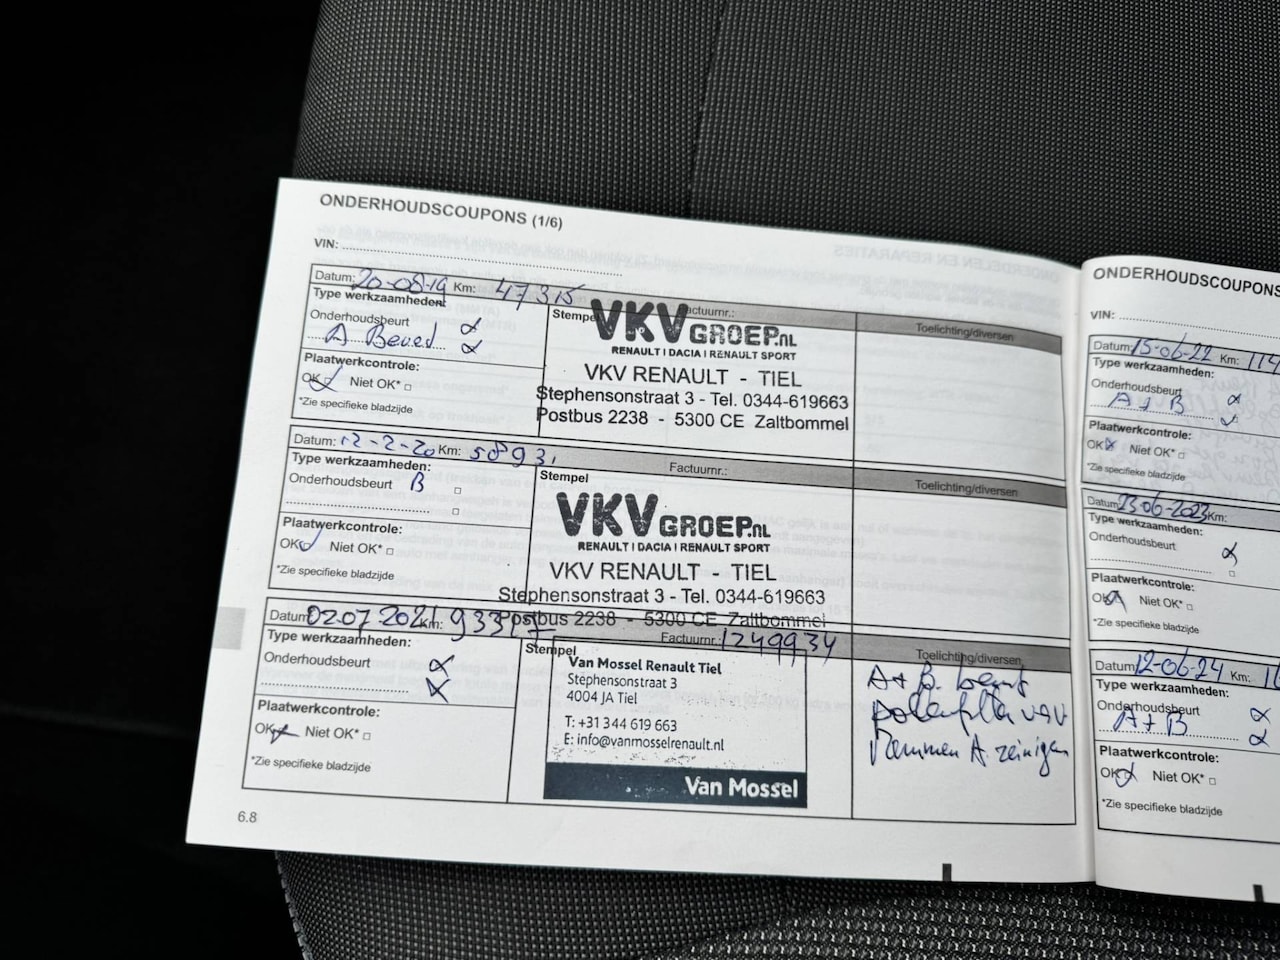 ONDERHOUDSCOUPONS (1/6)
VIN:
Datum: 20-08-19 Km: 47315
Type werkzaamheden:
Onderhoudsbeurt
A Beurt
Plaatwerkcontrole:
OK Niet OK*
*Zie specifieke bladzijde
Stempel Factuurnr.:
VKVGROEP.NL
RENAULT | DACIA | RENAULT SPORT
VKV RENAULT - TIEL
Stephensonstraat 3 - Tel. 0344-619663
Postbus 2238 - 5300 CE Zaltbommel
Toelichting/diversen
Datum: 12-2-20 Km: 5893
Type werkzaamheden:
Onderhoudsbeurt B
Plaatwerkcontrole:
OK Niet OK*
*Zie specifieke bladzijde
Factuurnr.:
Stempel
VKVGROEP.NL
RENAULT | DACIA | RENAULT SPORT
VKV RENAULT - TIEL
Stephensonstraat 3 - Tel. 0344-619663
Postbus 2238 - 5300 CE Zaltbommel
Toelichting/diversen
Datum: 0207 2021 Km:
Type werkzaamheden:
Onderhoudsbeurt
Plaatwerkcontrole:
OK Niet OK*
*Zie specifieke bladzijde
Factuurnr.: 1249934
Stempel
Van Mossel Renault Tiel
Stephensonstraat 3
4004 JA Tiel
T: +31 344 619 663
E: info@vanmosselrenault.nl
Van Mossel
Toelichting/diversen
A+B. beurt
Remmen A reinigen
6.8
ONDERHOUDSCOUPONS
VIN:
Datum: 15-06-22 Km: 114
Type werkzaamheden:
Onderhoudsbeurt
A + B
Plaatwerkcontrole:
OK Niet OK*
*Zie specifieke bladzijde
Datum: 23-06-2023 Km:
Type werkzaamheden:
Onderhoudsbeurt
Plaatwerkcontrole:
OK Niet OK*
*Zie specifieke bladzijde
Datum: 12-06-24 Km:
Type werkzaamheden:
Onderhoudsbeurt
A + B
Plaatwerkcontrole:
OK Niet OK*
*Zie specifieke bladzijde